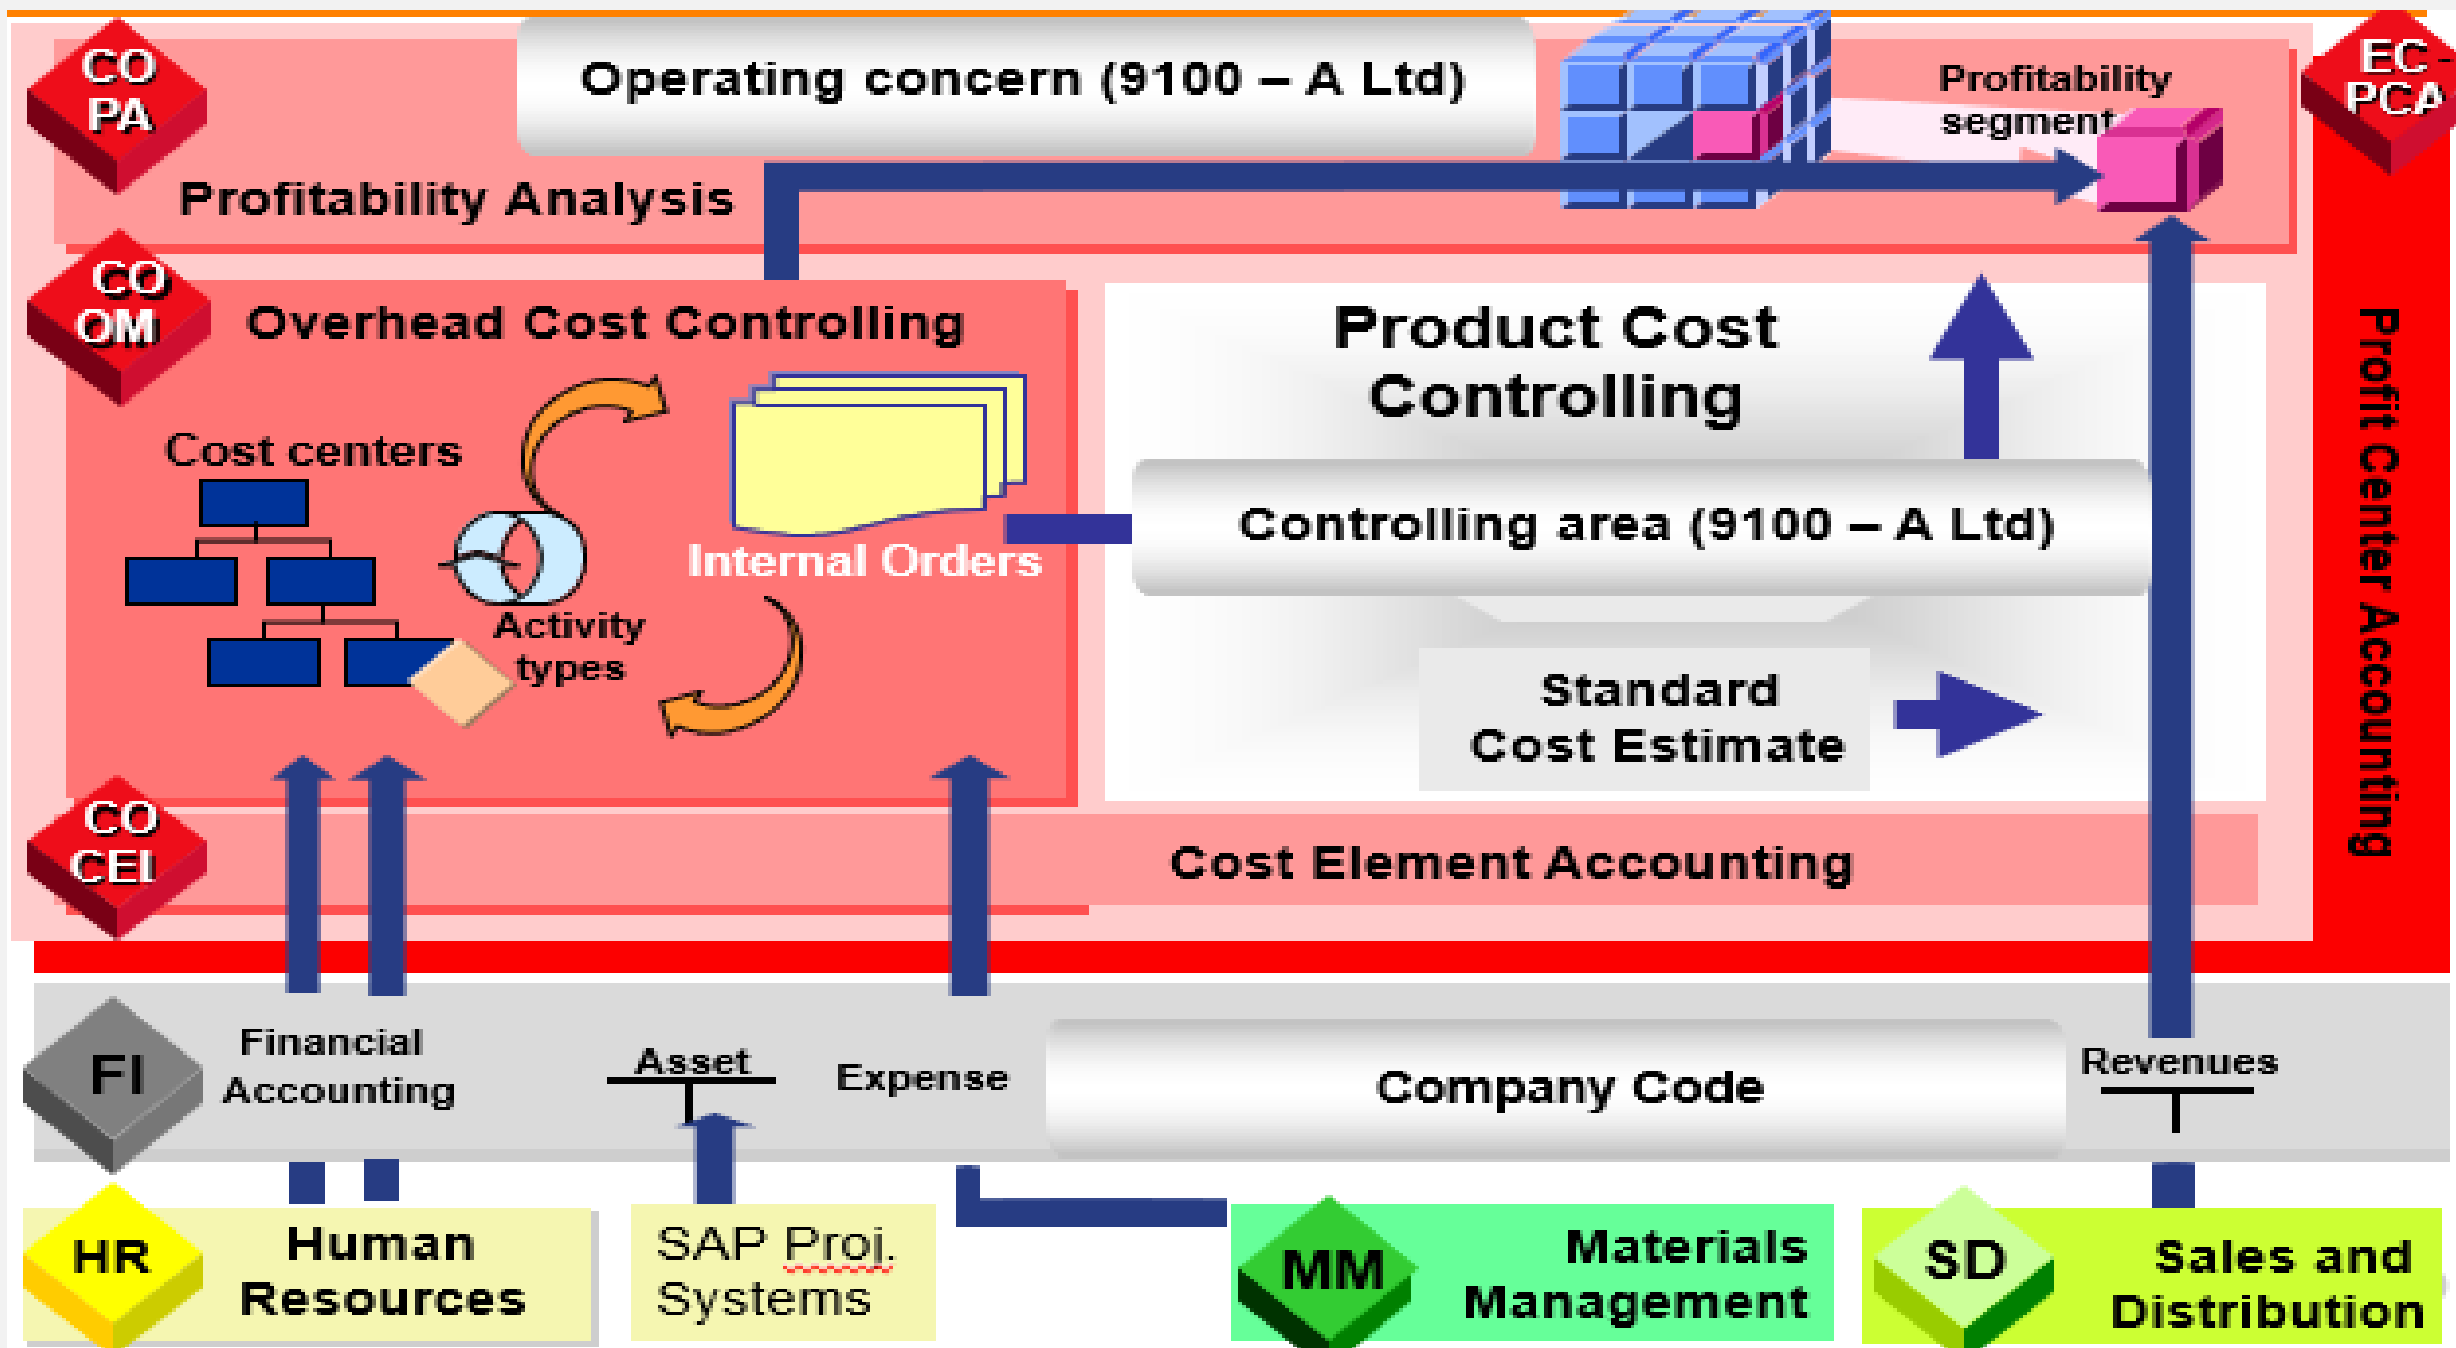 CO
PA
Operating concern (9100 – A Ltd)
Profitability
segment
EC -
PCA
Profitability Analysis
CO
OM
Overhead Cost Controlling
Product Cost
Controlling
Cost centers
Internal Orders
Controlling area (9100 – A Ltd)
Activity
types
Standard
Cost Estimate
Profit Center Accounting
CO
CEI
Cost Element Accounting
FI
Financial
Accounting
Asset
Expense
Company Code
Revenues
HR
Human
Resources
SAP Proj.
Systems
MM
Materials
Management
SD
Sales and
Distribution